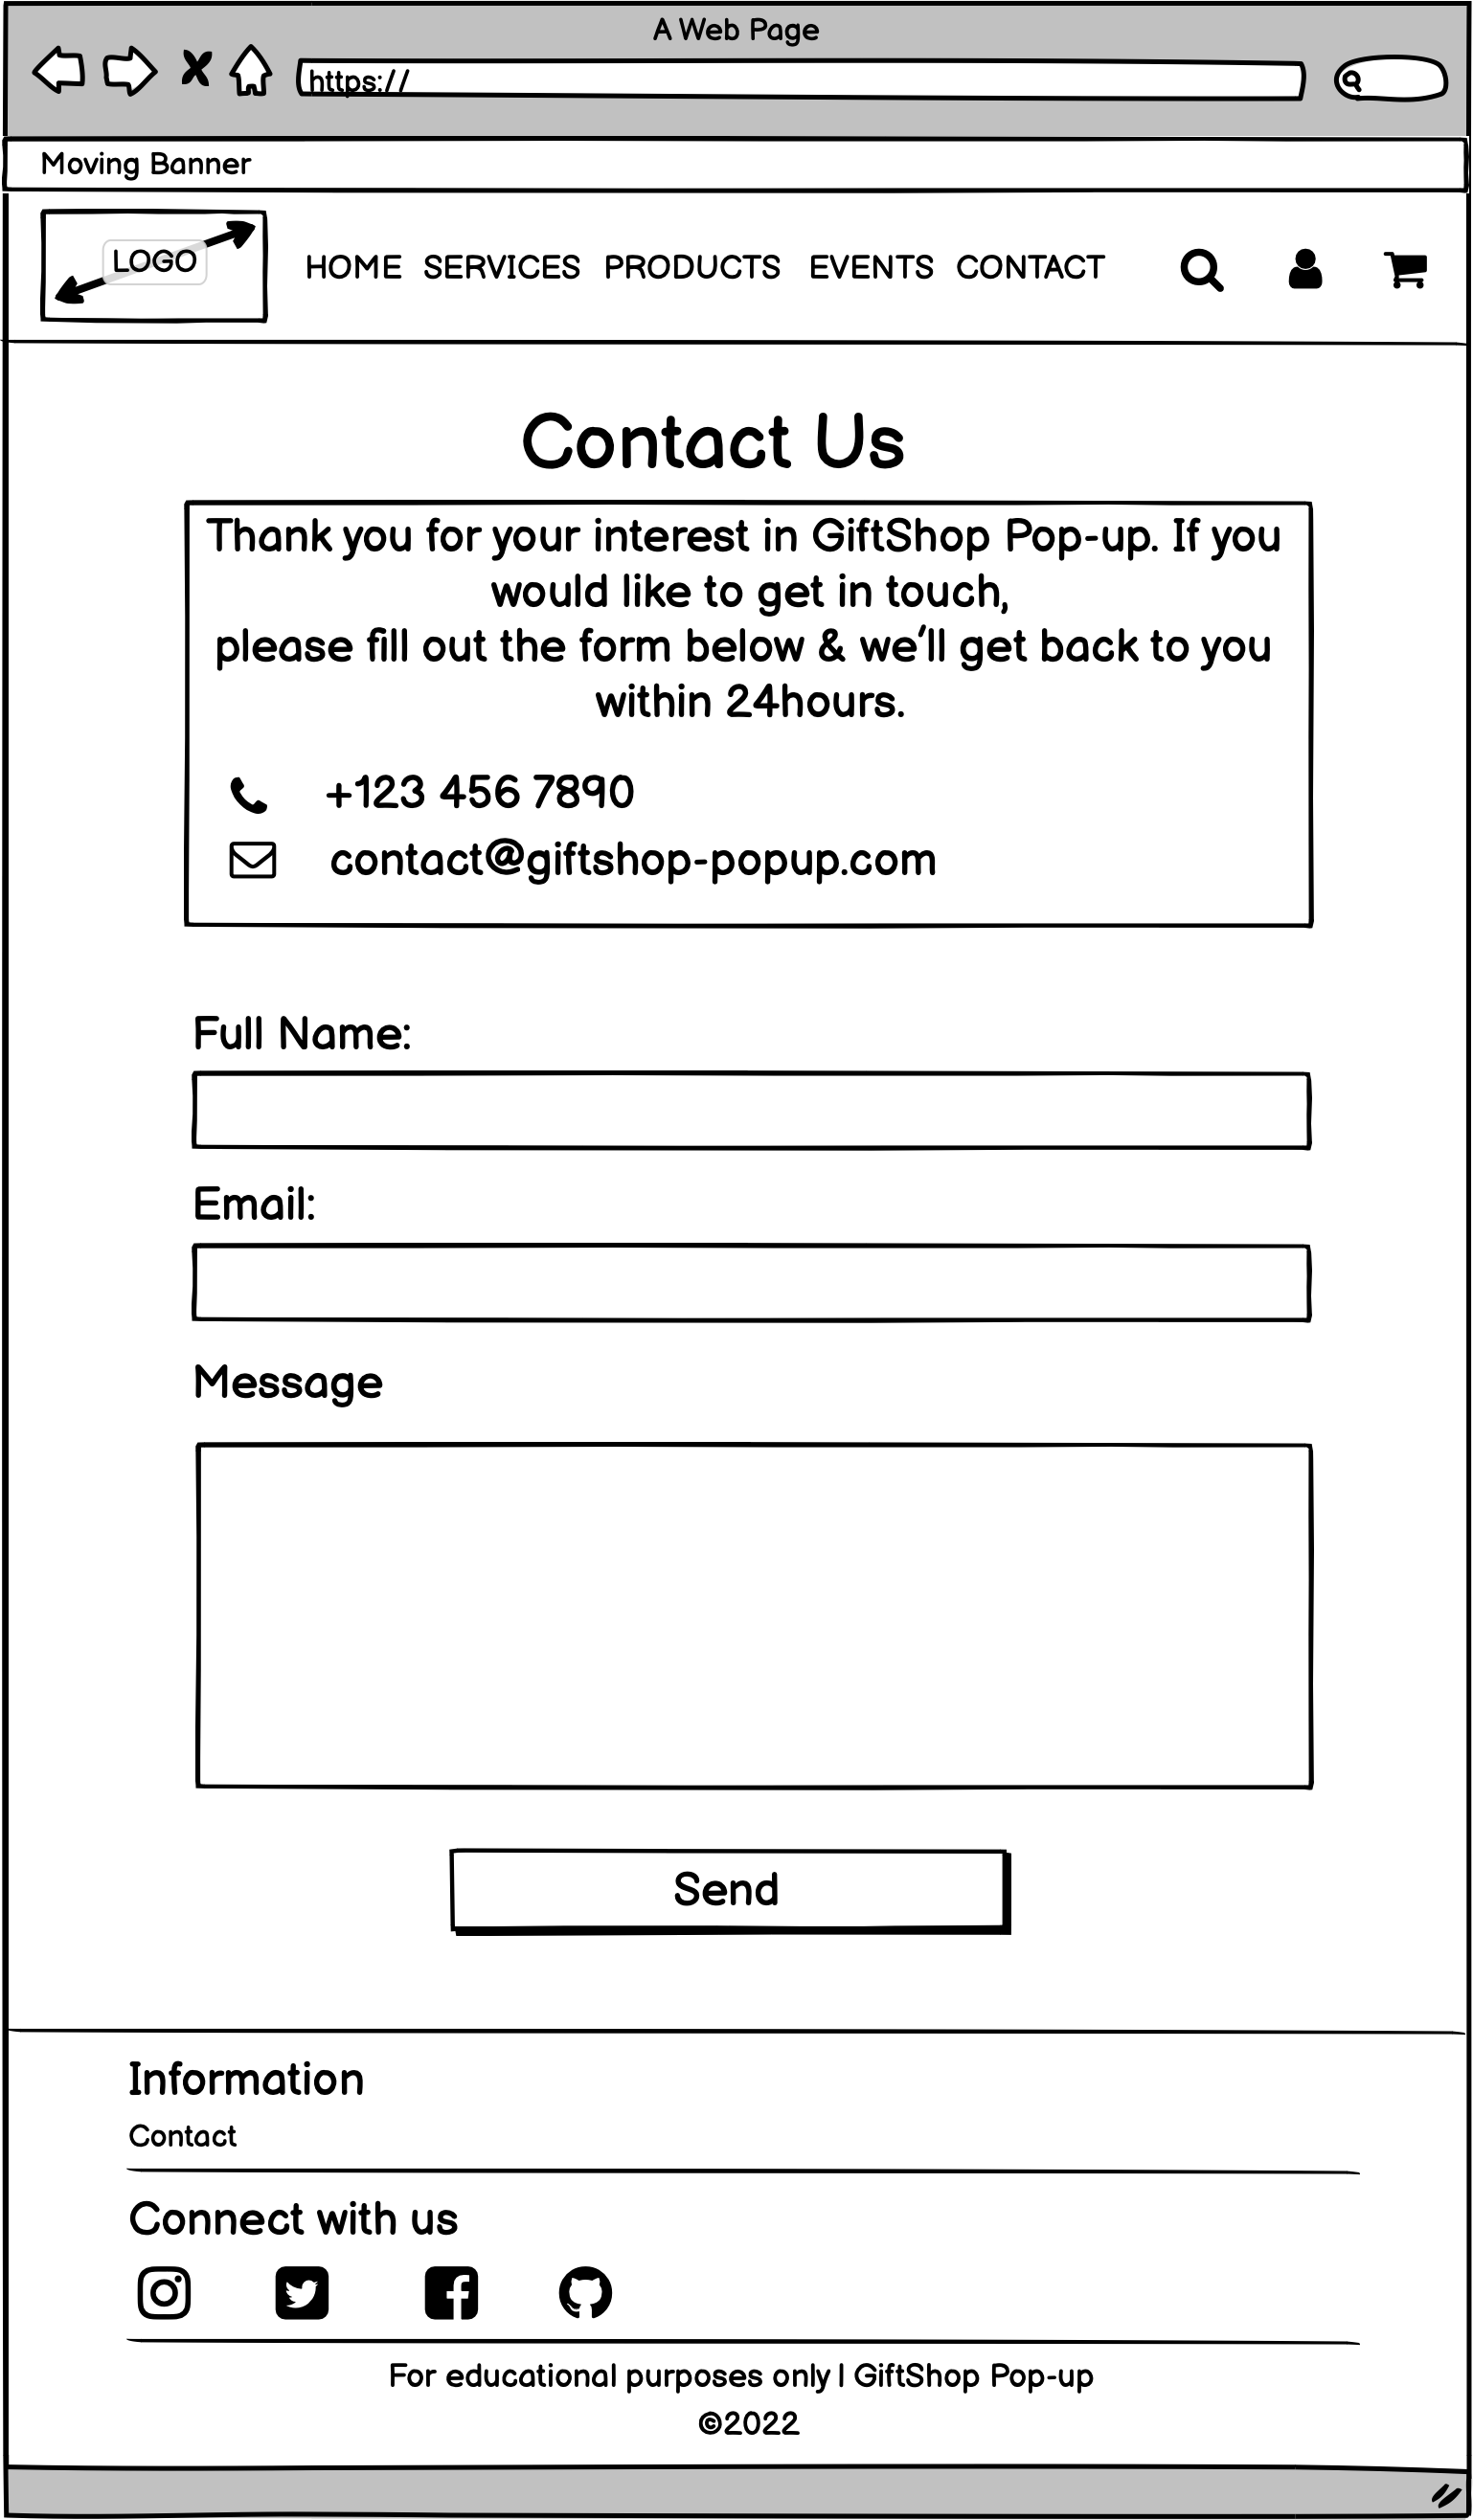 A Web Page
https://
Moving Banner
LOGO
HOME SERVICES PRODUCTS EVENTS CONTACT
Contact Us
Thank you for your interest in GiftShop Pop-up. If you
would like to get in touch,
please fill out the form below & we'll get back to you
within 24hours.
+123 456 7890
contact@giftshop-popup.com
Full Name:
Email:
Message
Send
Information
Contact
Connect with us
For educational purposes only | GiftShop Pop-up
©2022